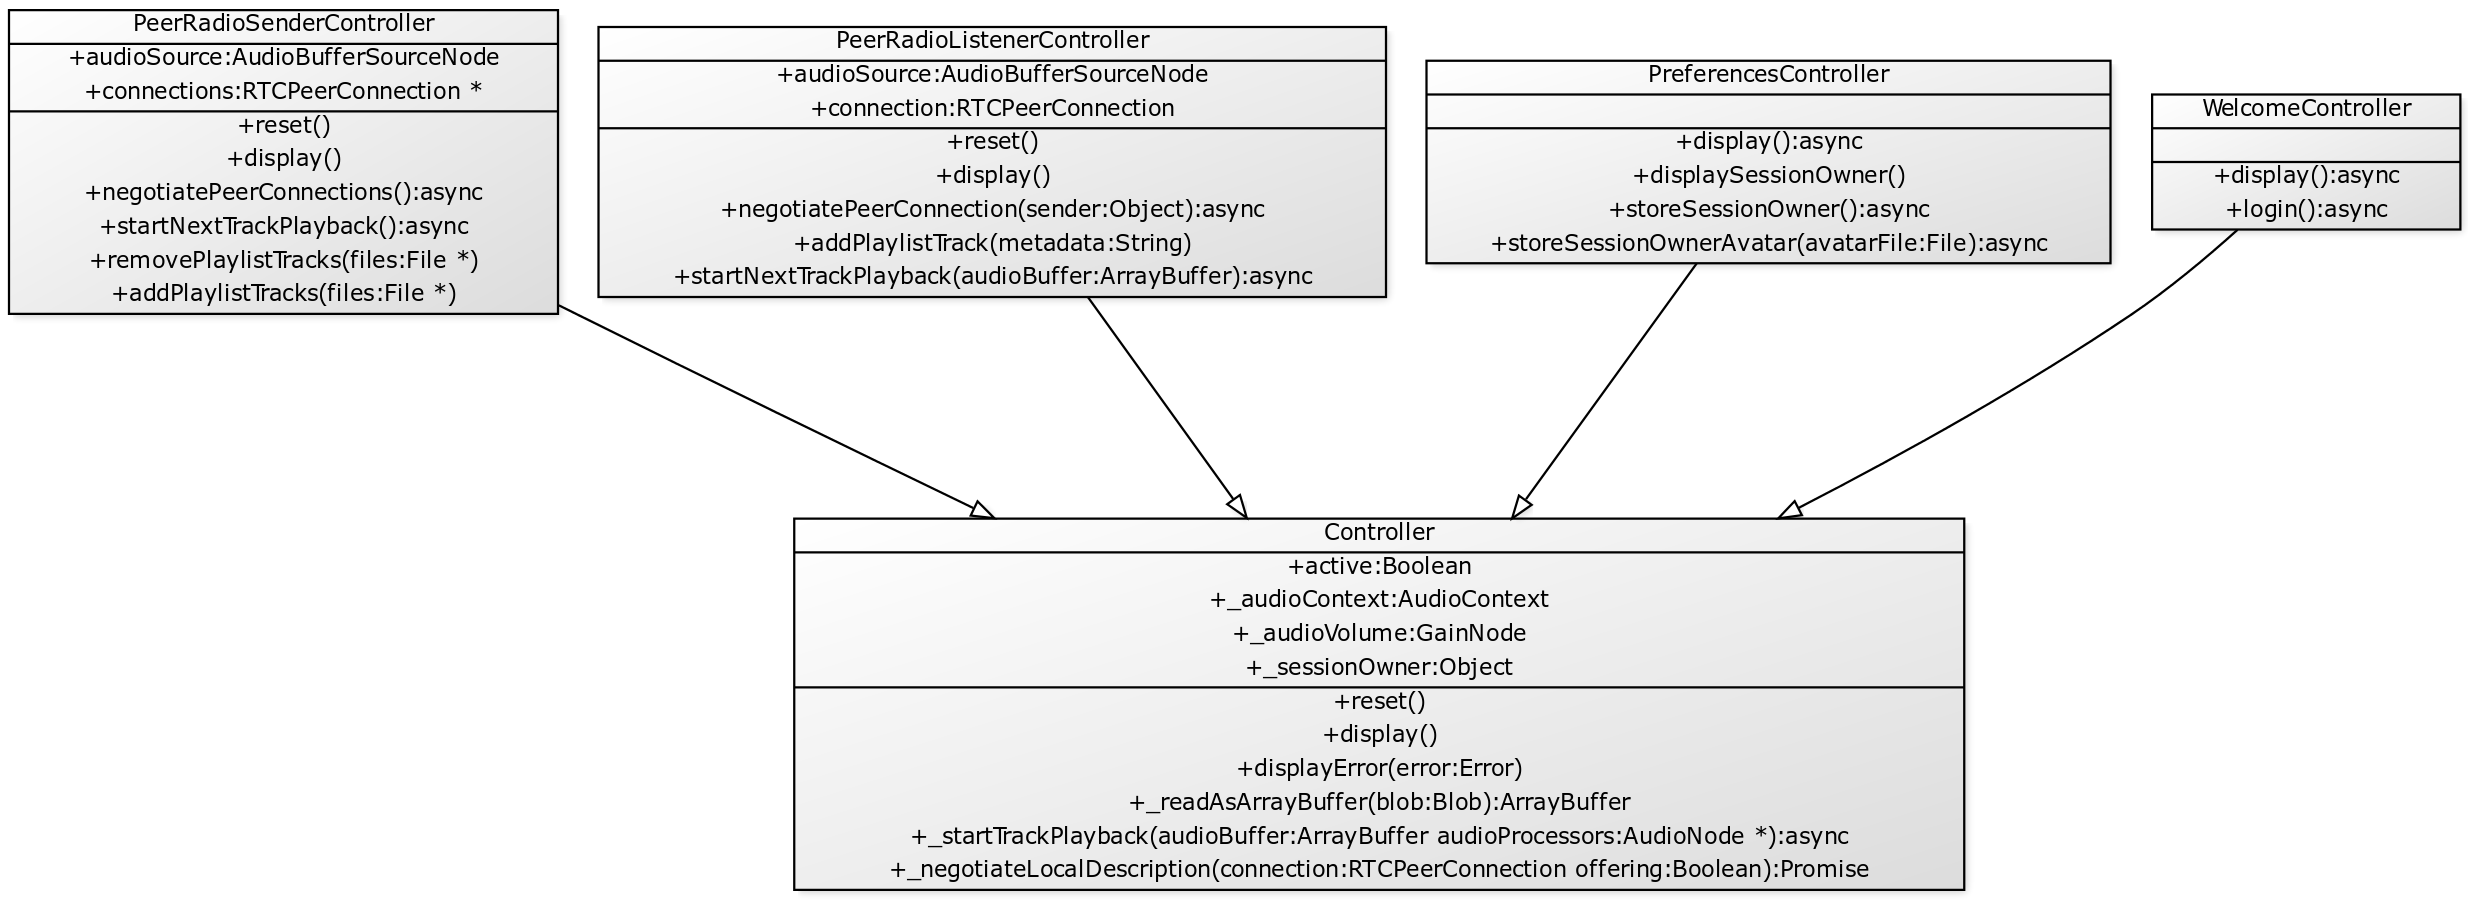 PeerRadioSenderController
+audioSource:AudioBufferSourceNode
+connections:RTCPeerConnection *
+reset()
+display()
+negotiatePeerConnections():async
+startNextTrackPlayback():async
+removePlaylistTracks(files:File *)
+addPlaylistTracks(files:File *)
PeerRadioListenerController
+audioSource:AudioBufferSourceNode
+connection:RTCPeerConnection
+reset()
+display()
+negotiatePeerConnection(sender:Object):async
+addPlaylistTrack(metadata:String)
+startNextTrackPlayback(audioBuffer:ArrayBuffer):async
PreferencesController
+display():async
+displaySessionOwner()
+storeSessionOwner():async
+storeSessionOwnerAvatar(avatarFile:File):async
WelcomeController
+display():async
+login():async
Controller
+active:Boolean
+_audioContext:AudioContext
+_audioVolume:GainNode
+_sessionOwner:Object
+reset()
+display()
+displayError(error:Error)
+_readAsArrayBuffer(blob:Blob):ArrayBuffer
+_startTrackPlayback(audioBuffer:ArrayBuffer audioProcessors:AudioNode *):async
+_negotiateLocalDescription(connection:RTCPeerConnection offering:Boolean):Promise